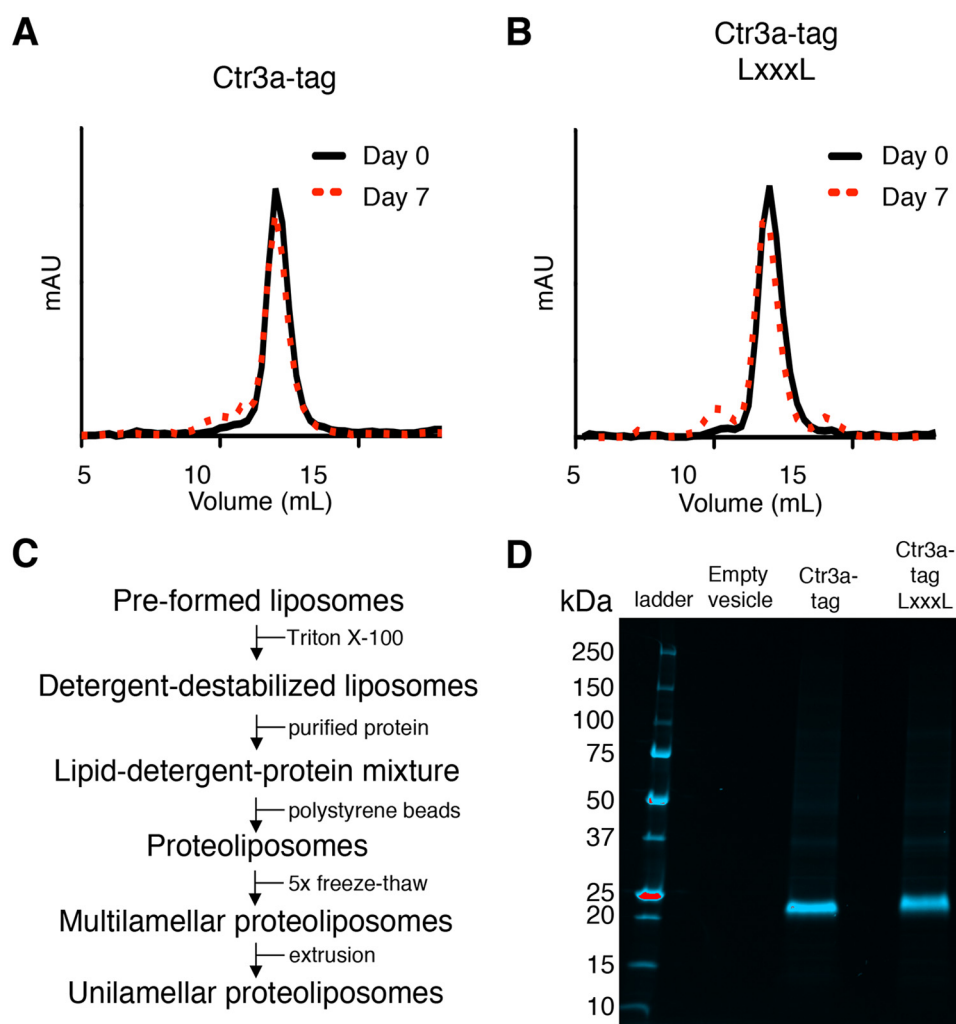 A
Ctr3a-tag
Day 0
Day 7
mAU
5 10 15
Volume (mL)
B
Ctr3a-tag
LxxxL
Day 0
Day 7
mAU
5 10 15
Volume (mL)
C
Pre-formed liposomes
Triton X-100
Detergent-destabilized liposomes
purified protein
Lipid-detergent-protein mixture
polystyrene beads
Proteoliposomes
5x freeze-thaw
Multilamellar proteoliposomes
extrusion
Unilamellar proteoliposomes
D
kDa
ladder
Empty
vesicle
Ctr3a-
tag
Ctr3a-
tag
LxxxL
250
150
100
75
50
37
25
20
15
10